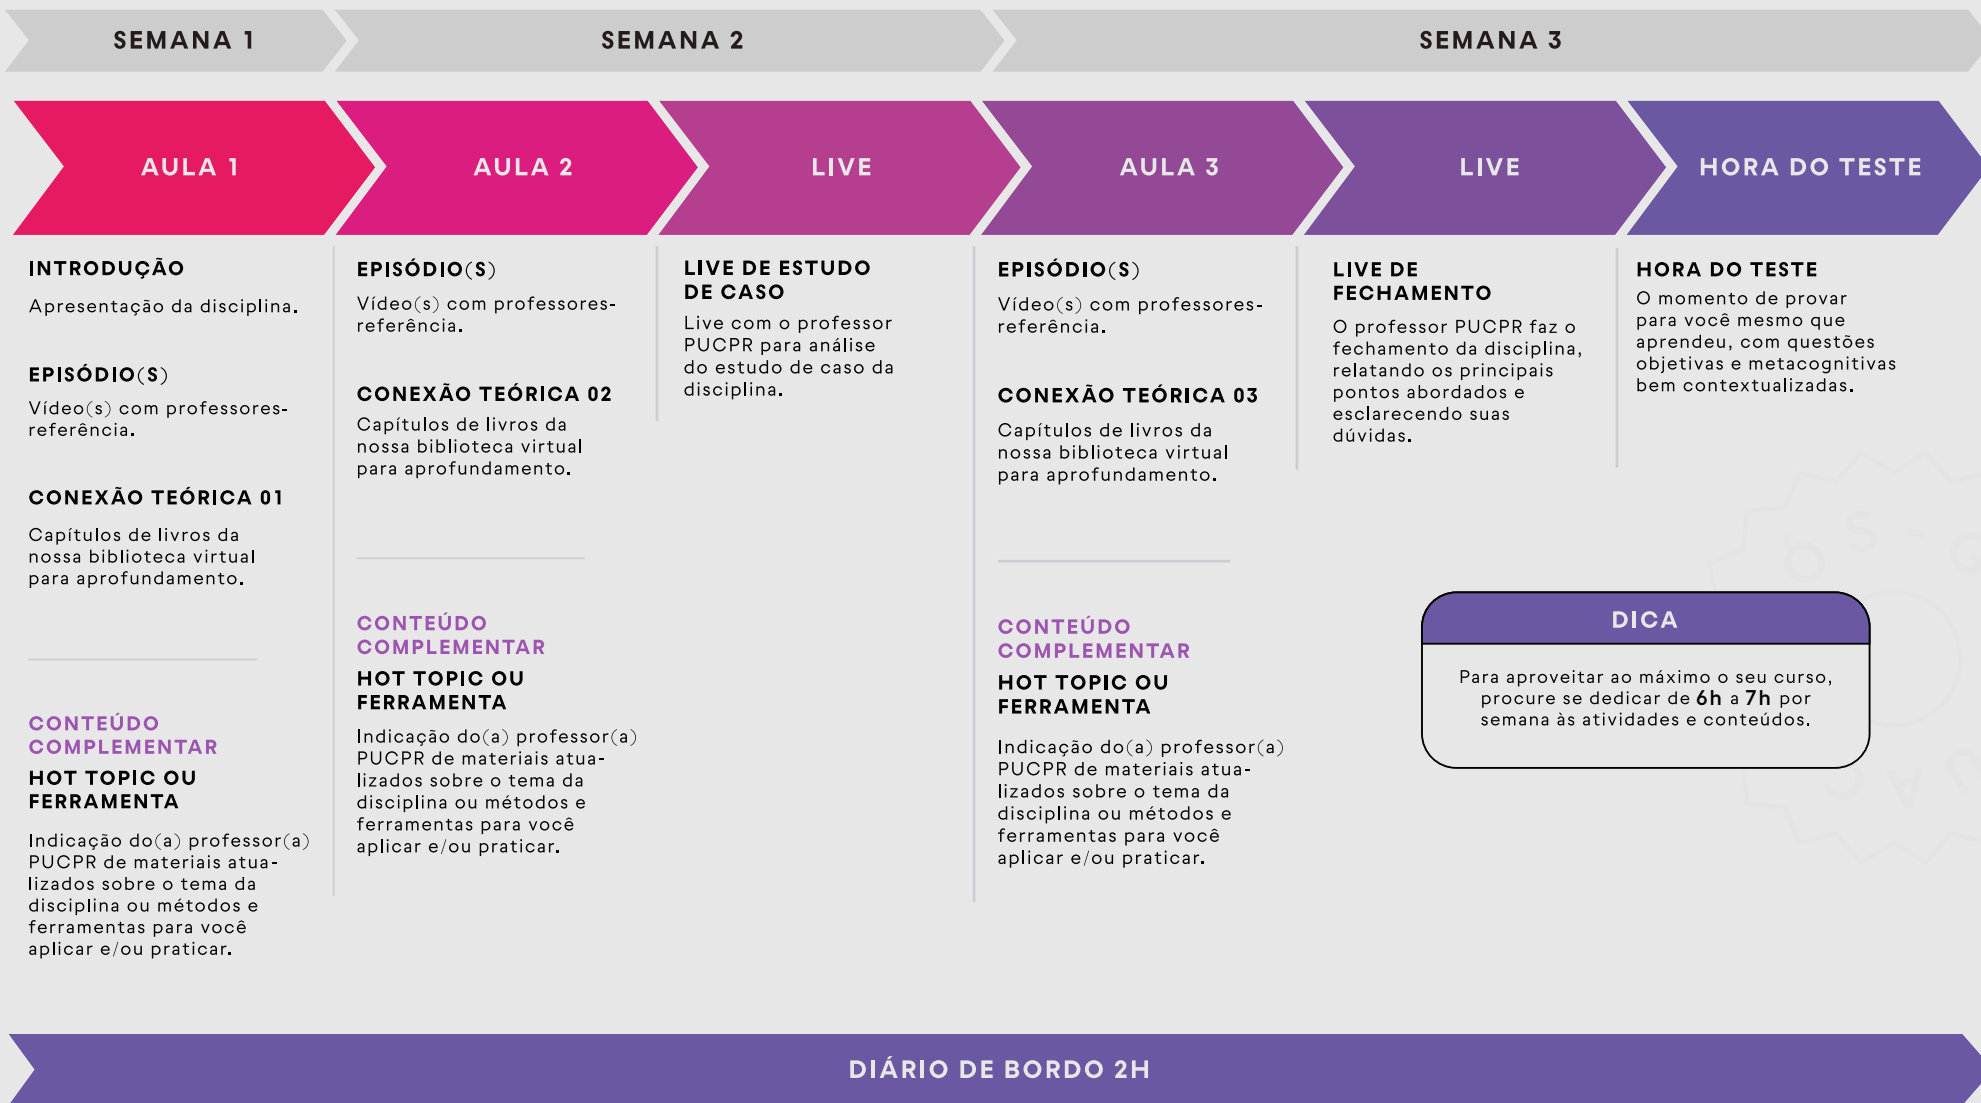 SEMANA 1
SEMANA 2
SEMANA 3
AULA 1
AULA 2
LIVE
AULA 3
LIVE
HORA DO TESTE
INTRODUÇÃO
Apresentação da disciplina.
EPISÓDIO(S)
Vídeo(s) com professores-
referência.
CONEXÃO TEÓRICA 01
Capítulos de livros da
nossa biblioteca virtual
para aprofundamento.
CONTEÚDO
COMPLEMENTAR
HOT TOPIC OU
FERRAMENTA
Indicação do(a) professor(a)
PUCPR de materiais atua-
lizados sobre o tema da
disciplina ou métodos e
ferramentas para você
aplicar e/ou praticar.
EPISÓDIO(S)
Vídeo(s) com professores-
referência.
CONEXÃO TEÓRICA 02
Capítulos de livros da
nossa biblioteca virtual
para aprofundamento.
CONTEÚDO
COMPLEMENTAR
HOT TOPIC OU
FERRAMENTA
Indicação do(a) professor(a)
PUCPR de materiais atua-
lizados sobre o tema da
disciplina ou métodos e
ferramentas para você
aplicar e/ou praticar.
LIVE DE ESTUDO
DE CASO
Live com o professor
PUCPR para análise
do estudo de caso da
disciplina.
EPISÓDIO(S)
Vídeo(s) com professores-
referência.
CONEXÃO TEÓRICA 03
Capítulos de livros da
nossa biblioteca virtual
para aprofundamento.
CONTEÚDO
COMPLEMENTAR
HOT TOPIC OU
FERRAMENTA
Indicação do(a) professor(a)
PUCPR de materiais atua-
lizados sobre o tema da
disciplina ou métodos e
ferramentas para você
aplicar e/ou praticar.
LIVE DE
FECHAMENTO
O professor PUCPR faz o
fechamento da disciplina,
relatando os principais
pontos abordados e
esclarecendo suas
dúvidas.
HORA DO TESTE
O momento de provar
para você mesmo que
aprendeu, com questões
objetivas e metacognitivas
bem contextualizadas.
DICA
Para aproveitar ao máximo o seu curso,
procure se dedicar de 6h a 7h por
semana às atividades e conteúdos.
DIÁRIO DE BORDO 2H